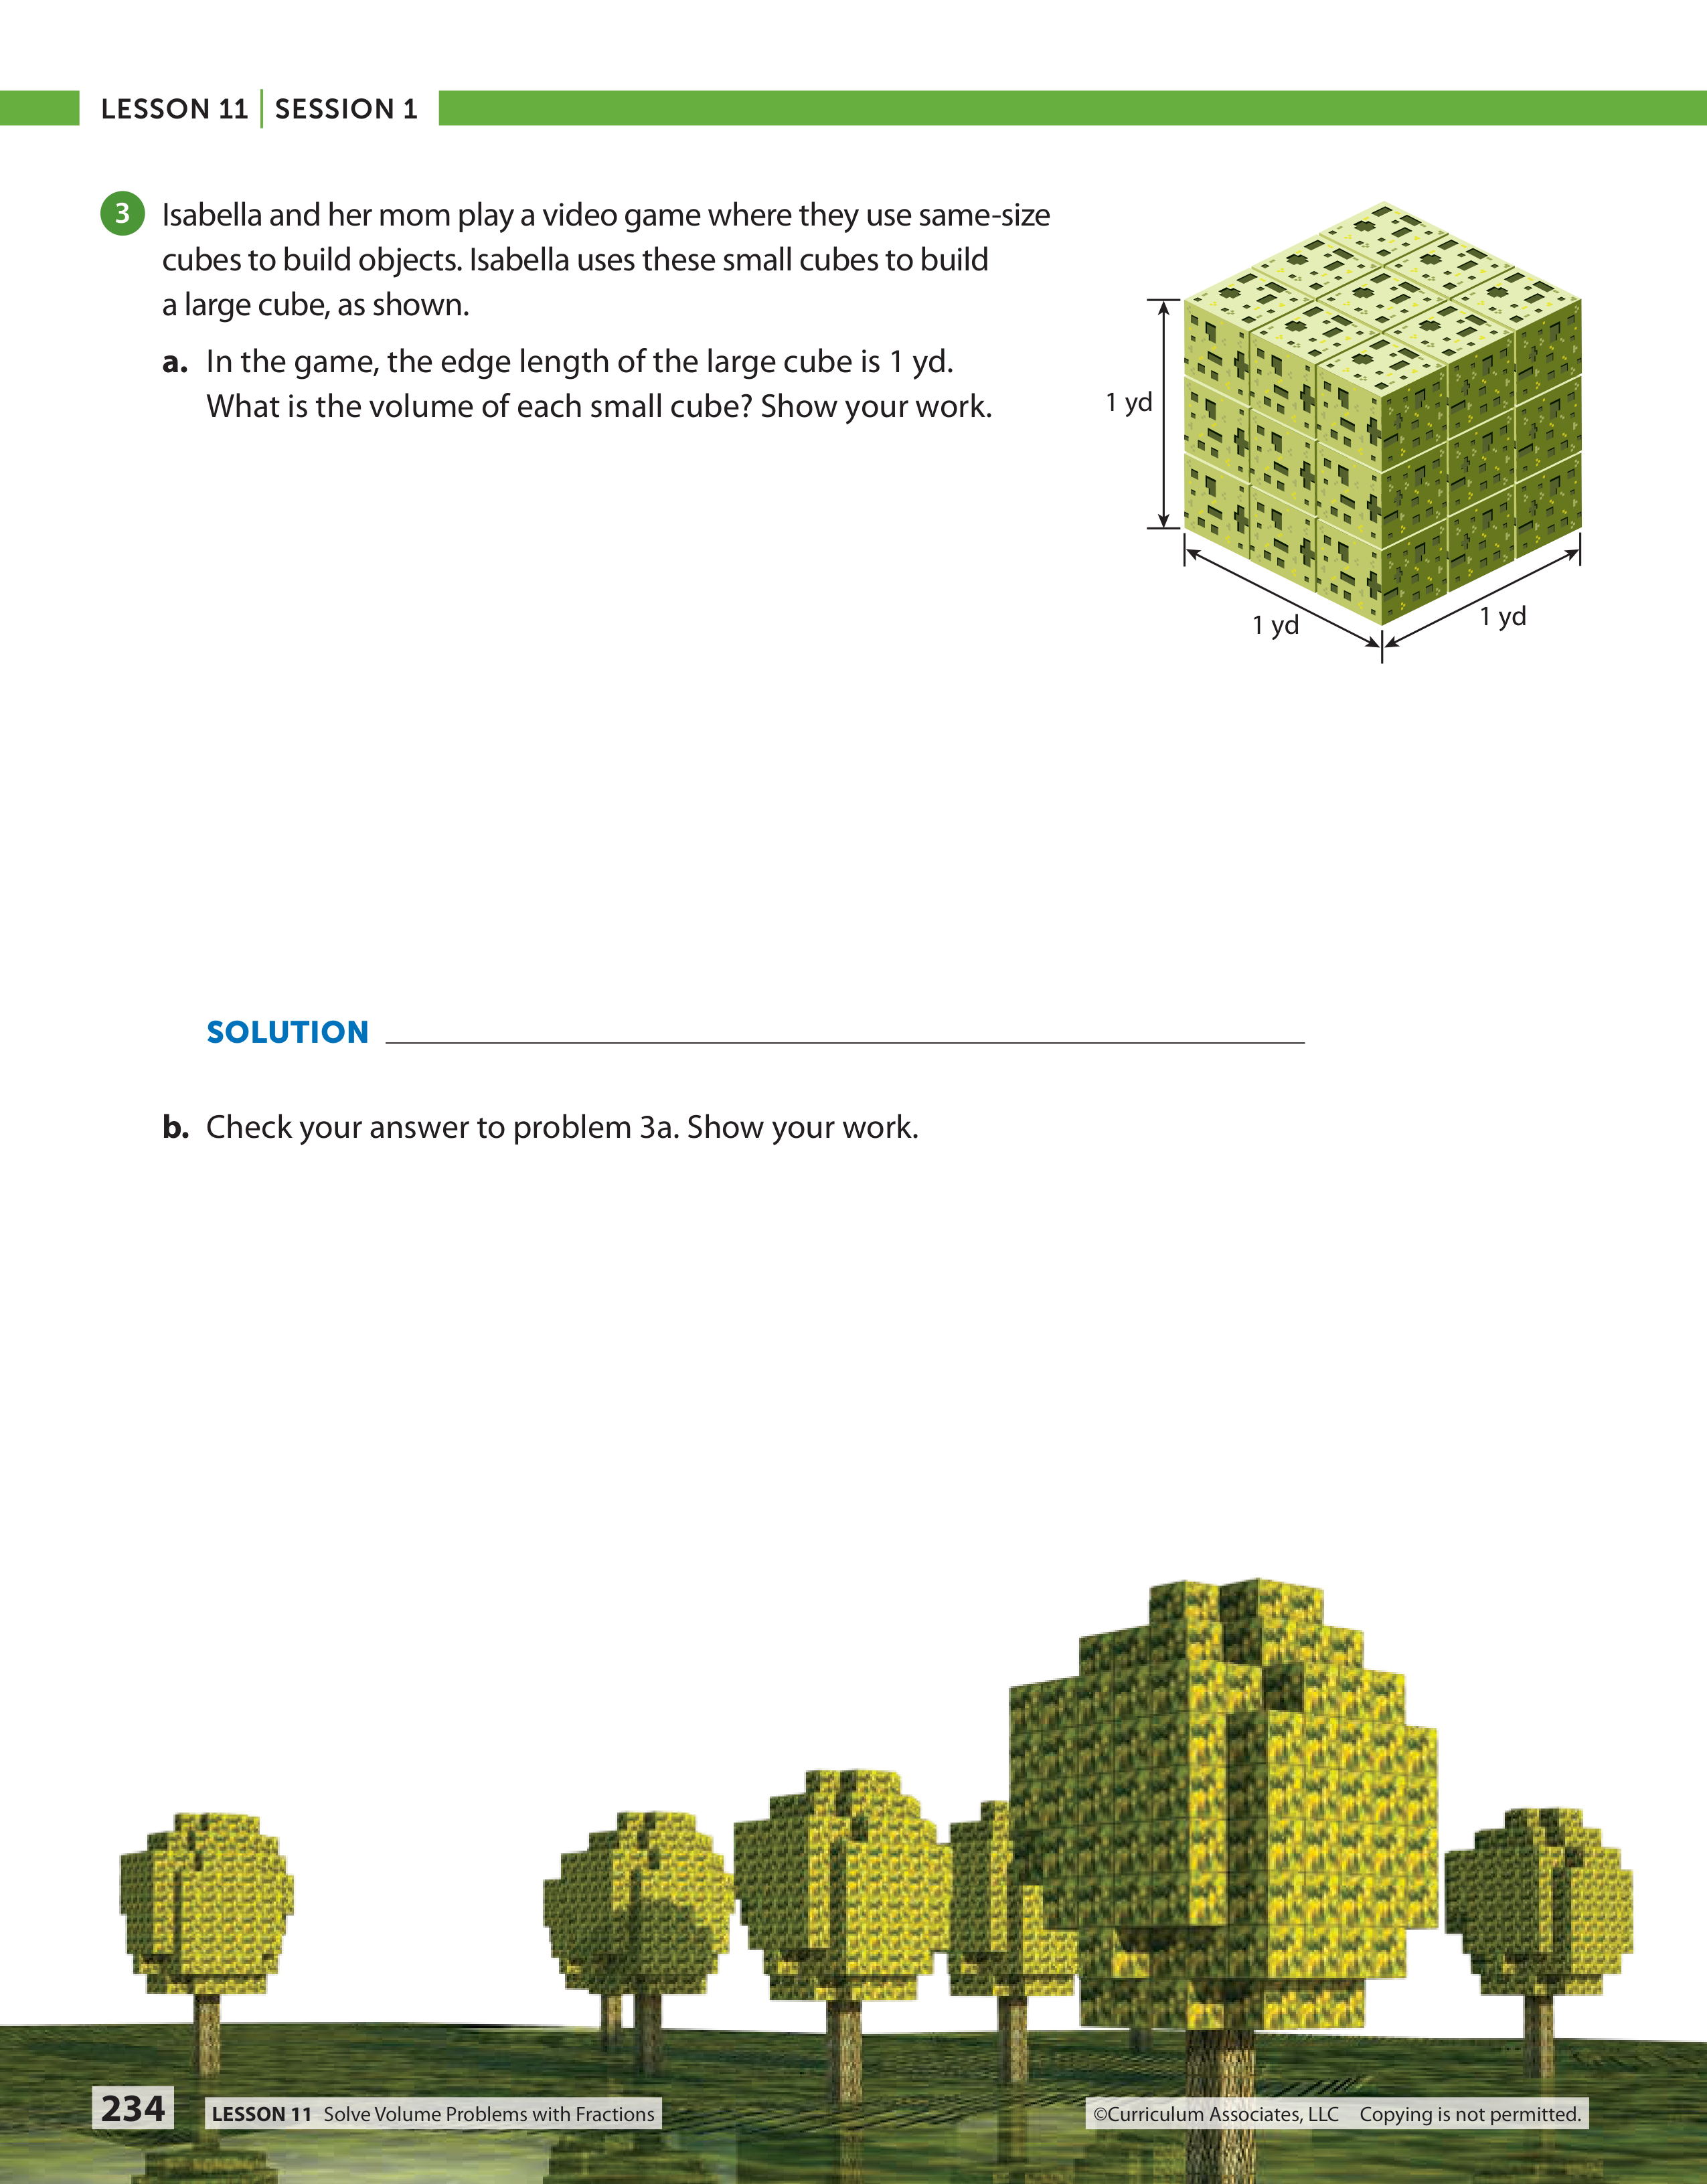 LESSON 11 | SESSION 1
3 Isabella and her mom play a video game where they use same-size
cubes to build objects. Isabella uses these small cubes to build
a large cube, as shown.
a. In the game, the edge length of the large cube is 1 yd.
What is the volume of each small cube? Show your work.
1 yd
1 yd
1 yd
SOLUTION
b. Check your answer to problem 3a. Show your work.
234
LESSON 11 Solve Volume Problems with Fractions
©Curriculum Associates, LLC Copying is not permitted.